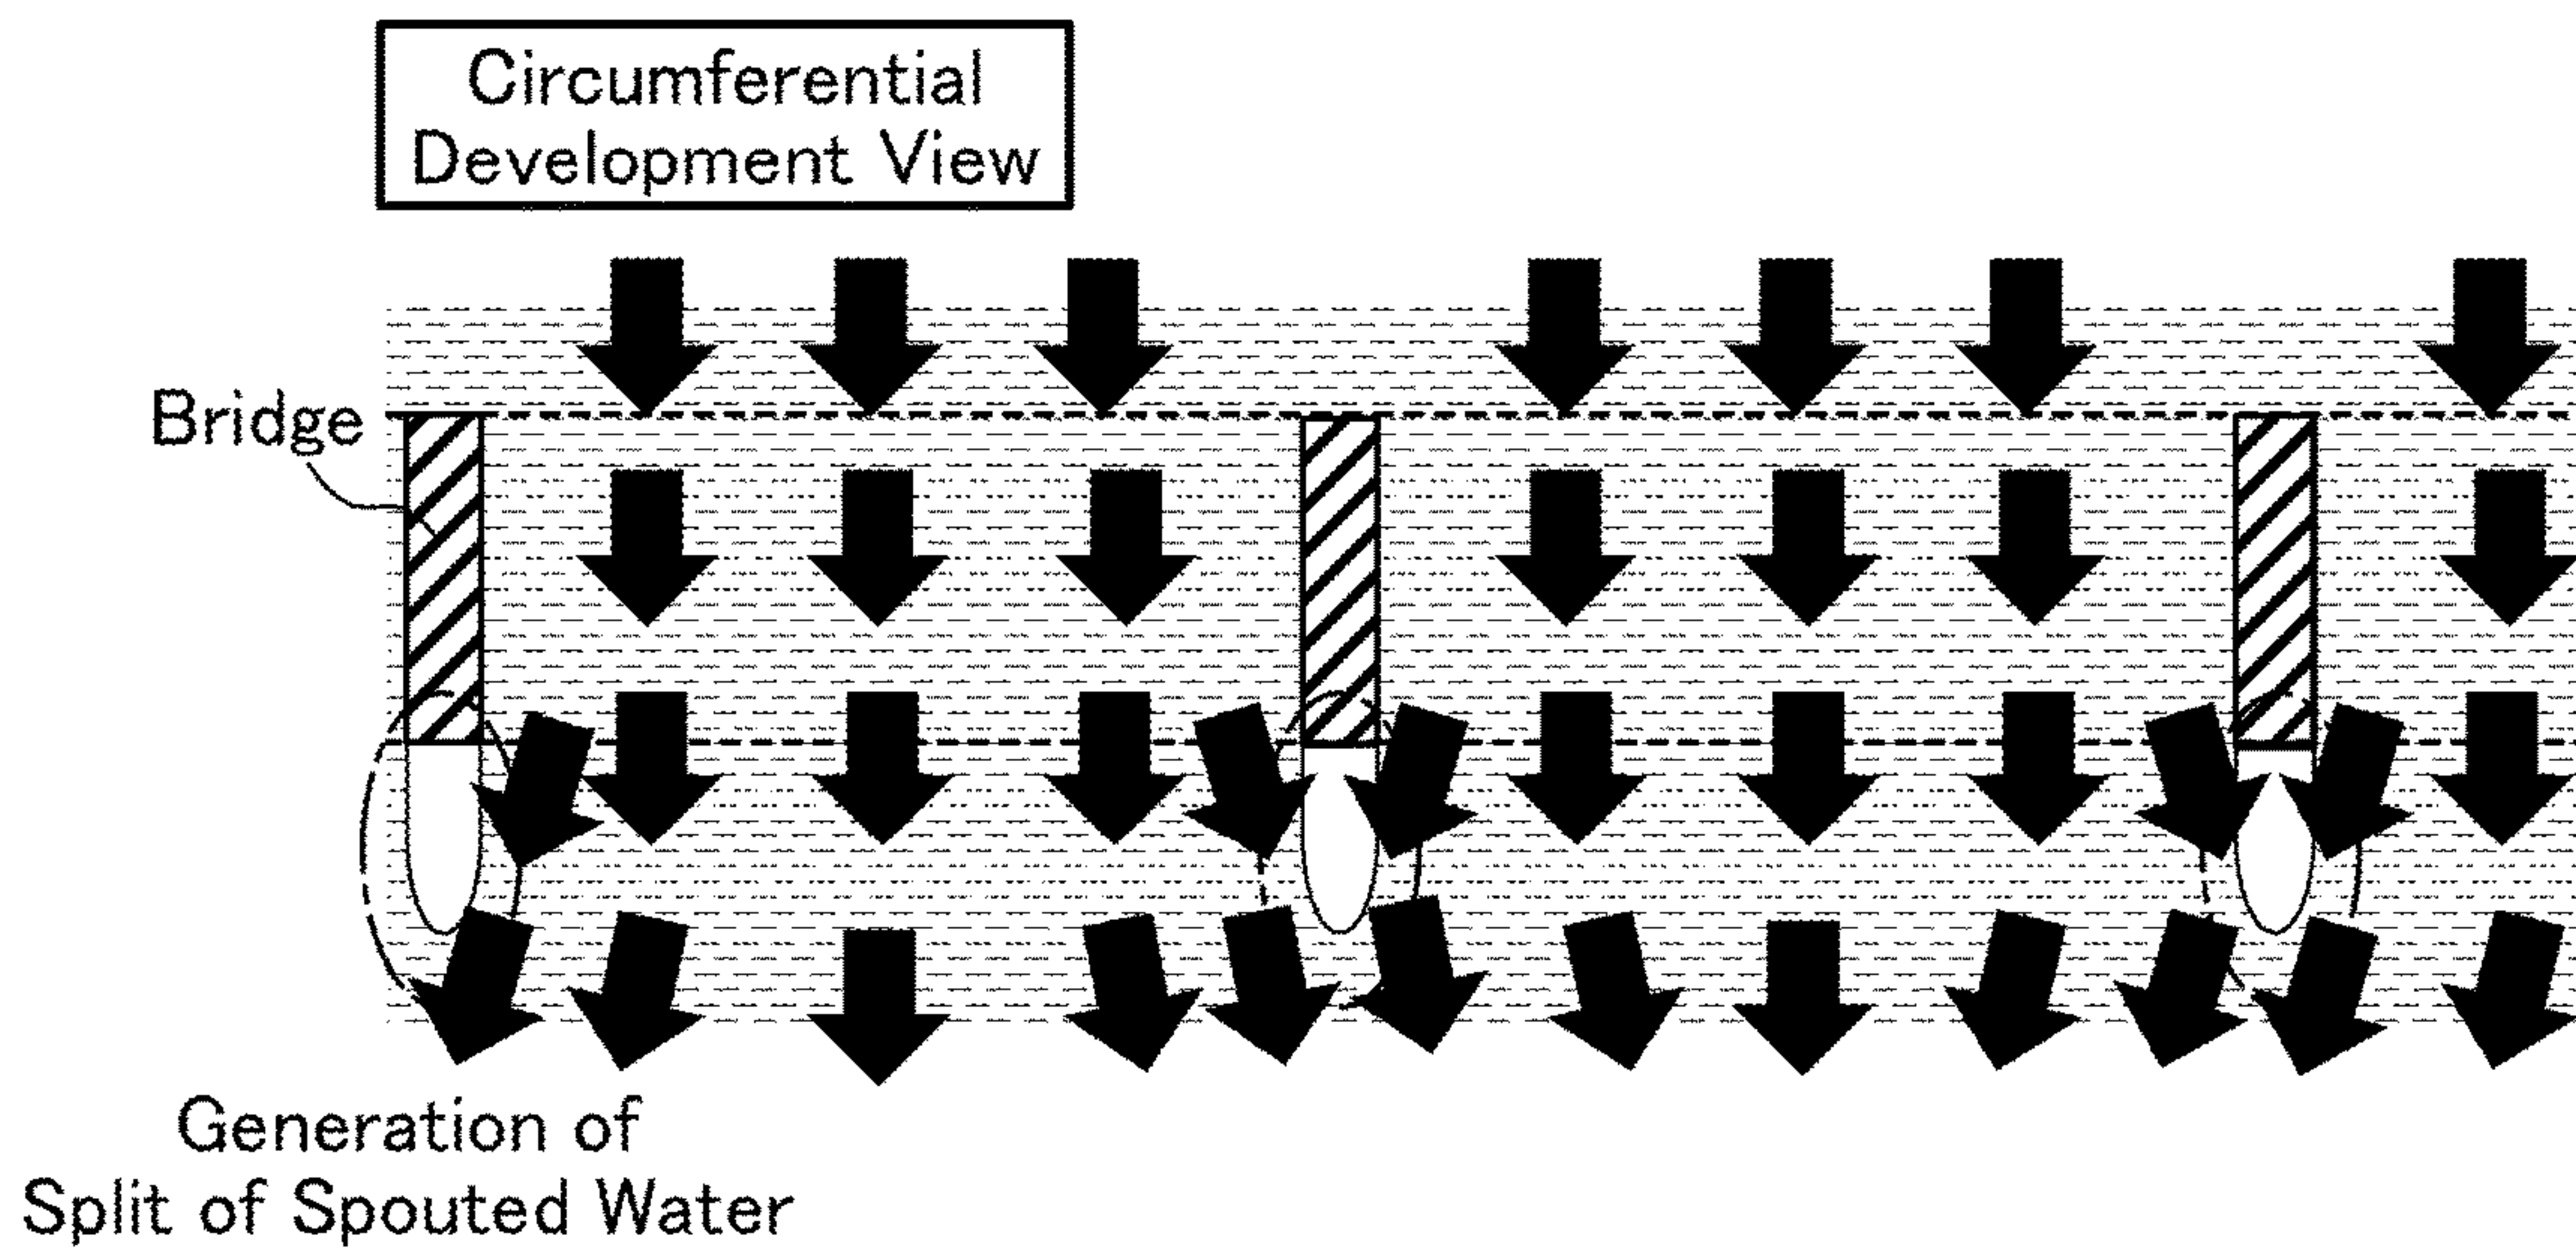 Circumferential
Development View
Bridge
Generation of
Split of Spouted Water